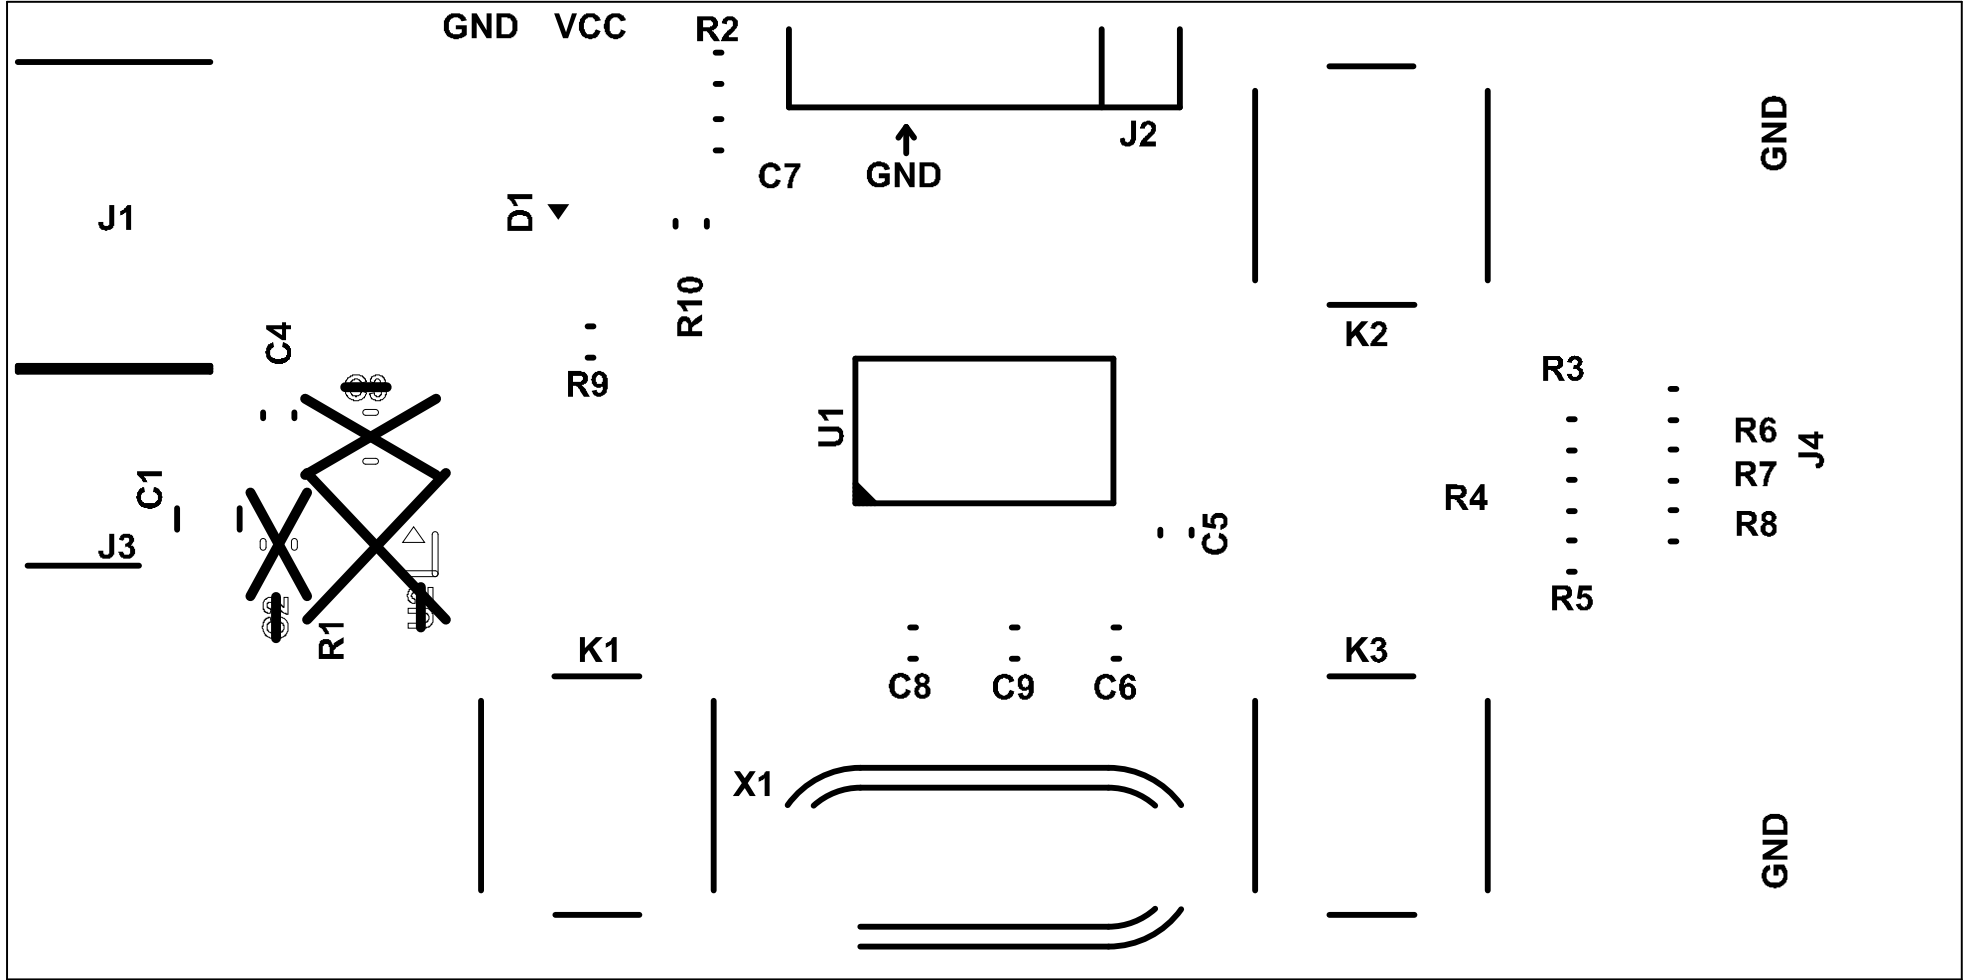 GND VCC R2
J2
GND
GND
C7
J1
D1
R10
C4
K2
R9
R3
U1
R6
J4
R7
C1
R4
R8
C5
J3
R5
R1
K1
K3
C8 C9 C6
X1
GND